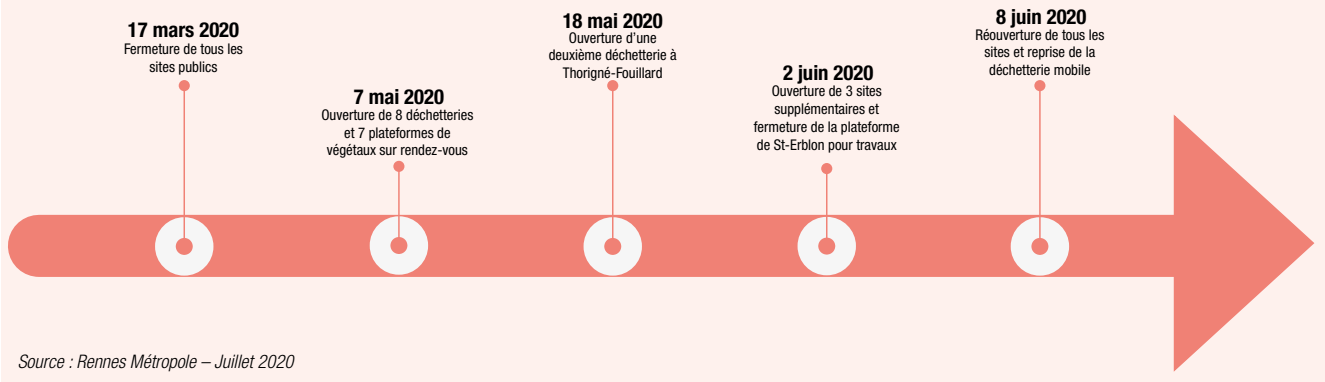 17 mars 2020
Fermeture de tous les
sites publics
7 mai 2020
Ouverture de 8 déchetteries
et 7 plateformes de
végétaux sur rendez-vous
18 mai 2020
Ouverture d'une
deuxième déchetterie à
Thorigné-Fouillard
2 juin 2020
Ouverture de 3 sites
supplémentaires et
fermeture de la plateforme
de St-Erblon pour travaux
8 juin 2020
Réouverture de tous les
sites et reprise de la
déchetterie mobile
Source : Rennes Métropole – Juillet 2020